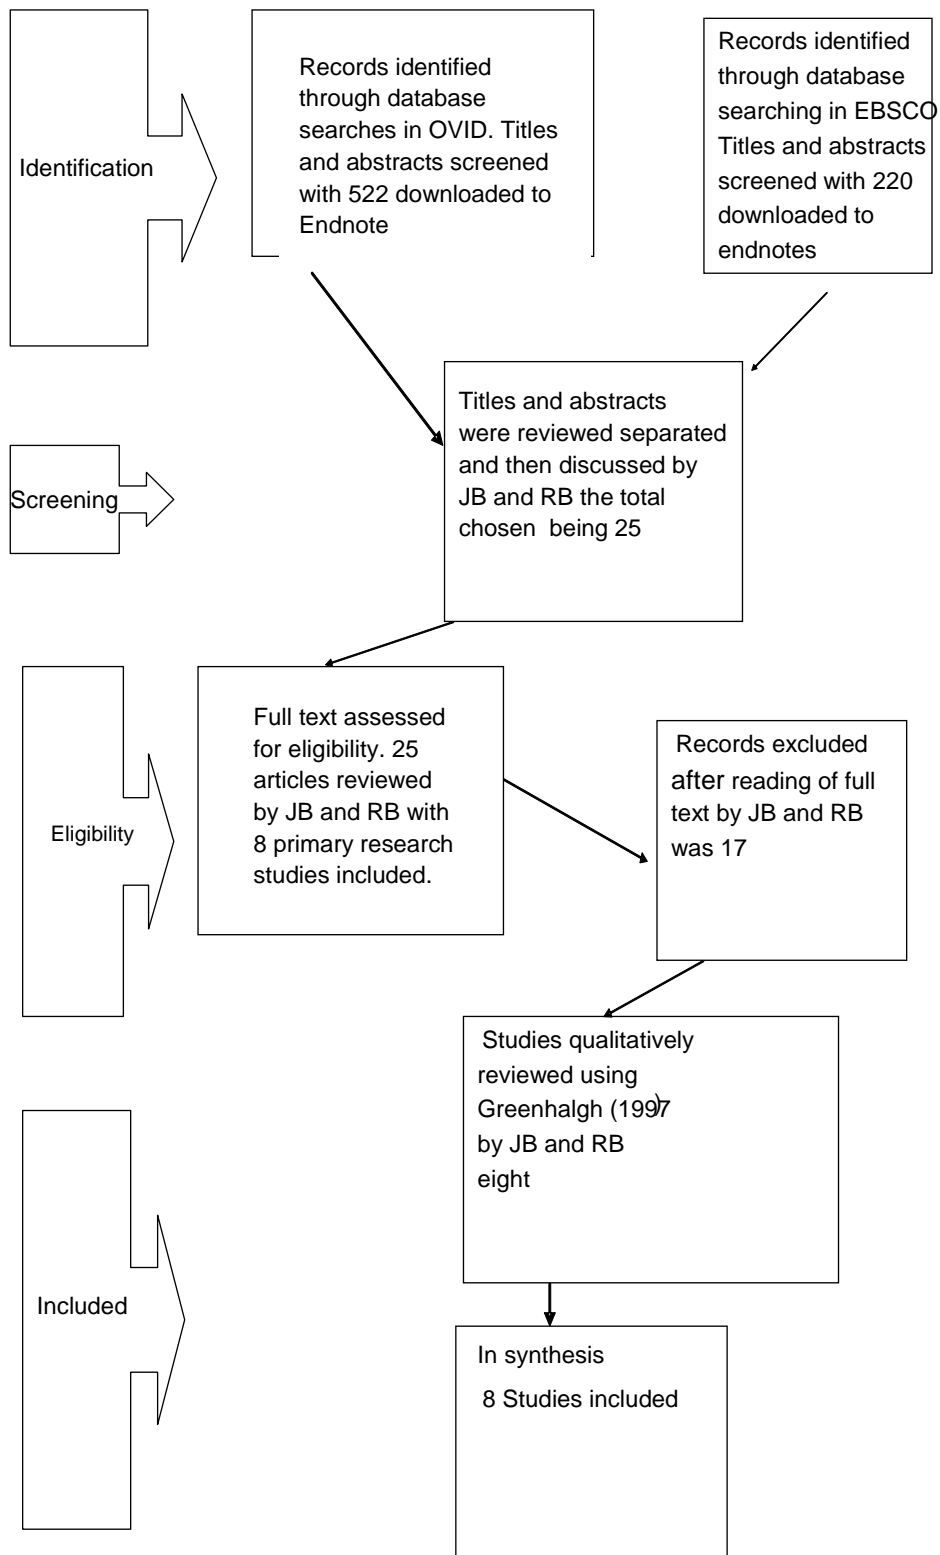 Identification
Records identified
through database
searches in OVID. Titles
and abstracts screened
with 522 downloaded to
Endnote
Records identified
through database
searching in EBSCO
Titles and abstracts
screened with 220
downloaded to
endnotes
Screening
Titles and abstracts
were reviewed separated
and then discussed by
JB and RB the total
chosen being 25
Eligibility
Full text assessed
for eligibility. 25
articles reviewed
by JB and RB with
8 primary research
studies included.
Records excluded
after reading of full
text by JB and RB
was 17
Included
Studies qualitatively
reviewed using
Greenhalgh (1997)
by JB and RB
eight
In synthesis
8 Studies included